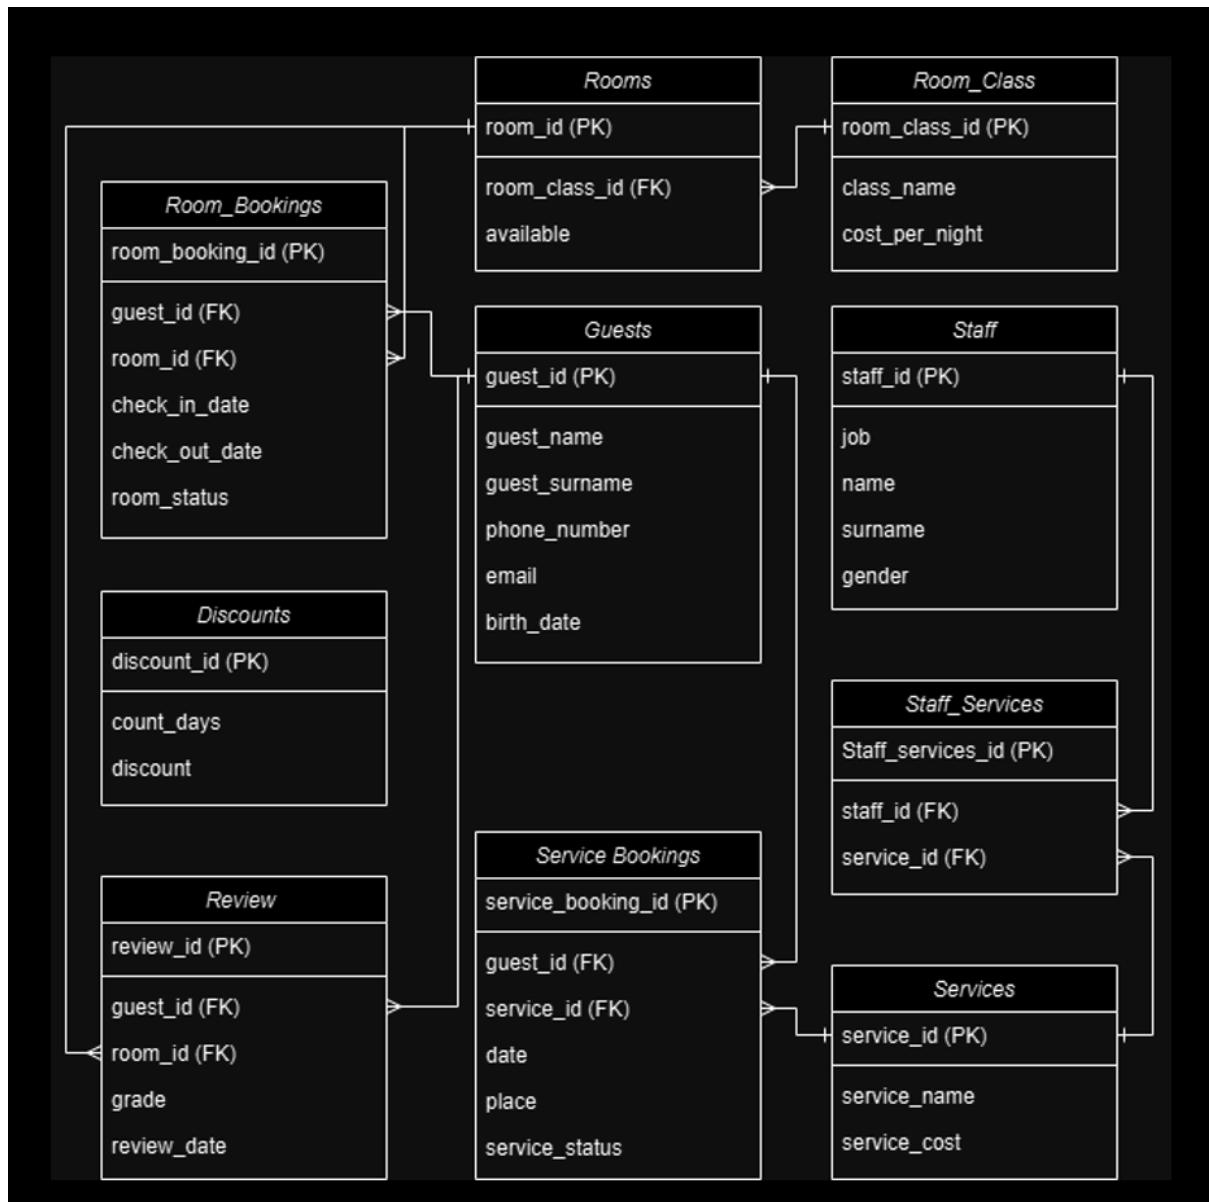 Rooms
room_id (PK)
room_class_id (FK)
available
Room_Class
room_class_id (PK)
class_name
cost_per_night
Room_Bookings
room_booking_id (PK)
guest_id (FK)
room_id (FK)
check_in_date
check_out_date
room_status
Guests
guest_id (PK)
guest_name
guest_surname
phone_number
email
birth_date
Staff
staff_id (PK)
job
name
surname
gender
Discounts
discount_id (PK)
count_days
discount
Staff_Services
Staff_services_id (PK)
staff_id (FK)
service_id (FK)
Review
review_id (PK)
guest_id (FK)
room_id (FK)
grade
review_date
Service Bookings
service_booking_id (PK)
guest_id (FK)
service_id (FK)
date
place
service_status
Services
service_id (PK)
service_name
service_cost